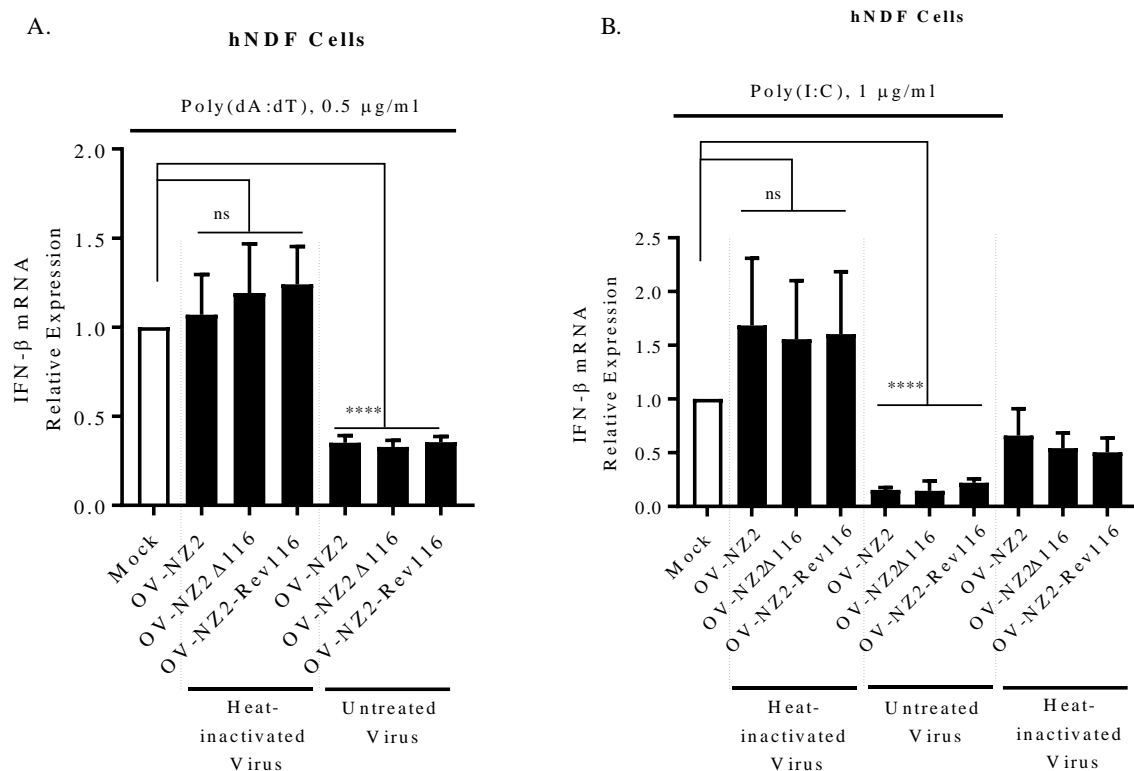 A.
hNDF Cells
Poly(dA:dT), 0.5 μg/ml
2.0
1.5
1.0
0.5
0.0
IFN-β mRNA
Relative Expression
ns
****
Mock
OV-NZ2
OV-NZ2Δ116
OV-NZ2-Rev116
OV-NZ2
OV-NZ2Δ116
OV-NZ2-Rev116
Heat-
inactivated
Virus
Untreated
Virus
B.
hNDF Cells
Poly(I:C), 1 μg/ml
2.5
2.0
1.5
1.0
0.5
0.0
IFN-β mRNA
Relative Expression
ns
****
Mock
OV-NZ2
OV-NZ2Δ116
OV-NZ2-Rev116
OV-NZ2
OV-NZ2Δ116
OV-NZ2-Rev116
OV-NZ2
OV-NZ2Δ116
OV-NZ2-Rev116
Heat-
inactivated
Virus
Untreated
Virus
Heat-
inactivated
Virus